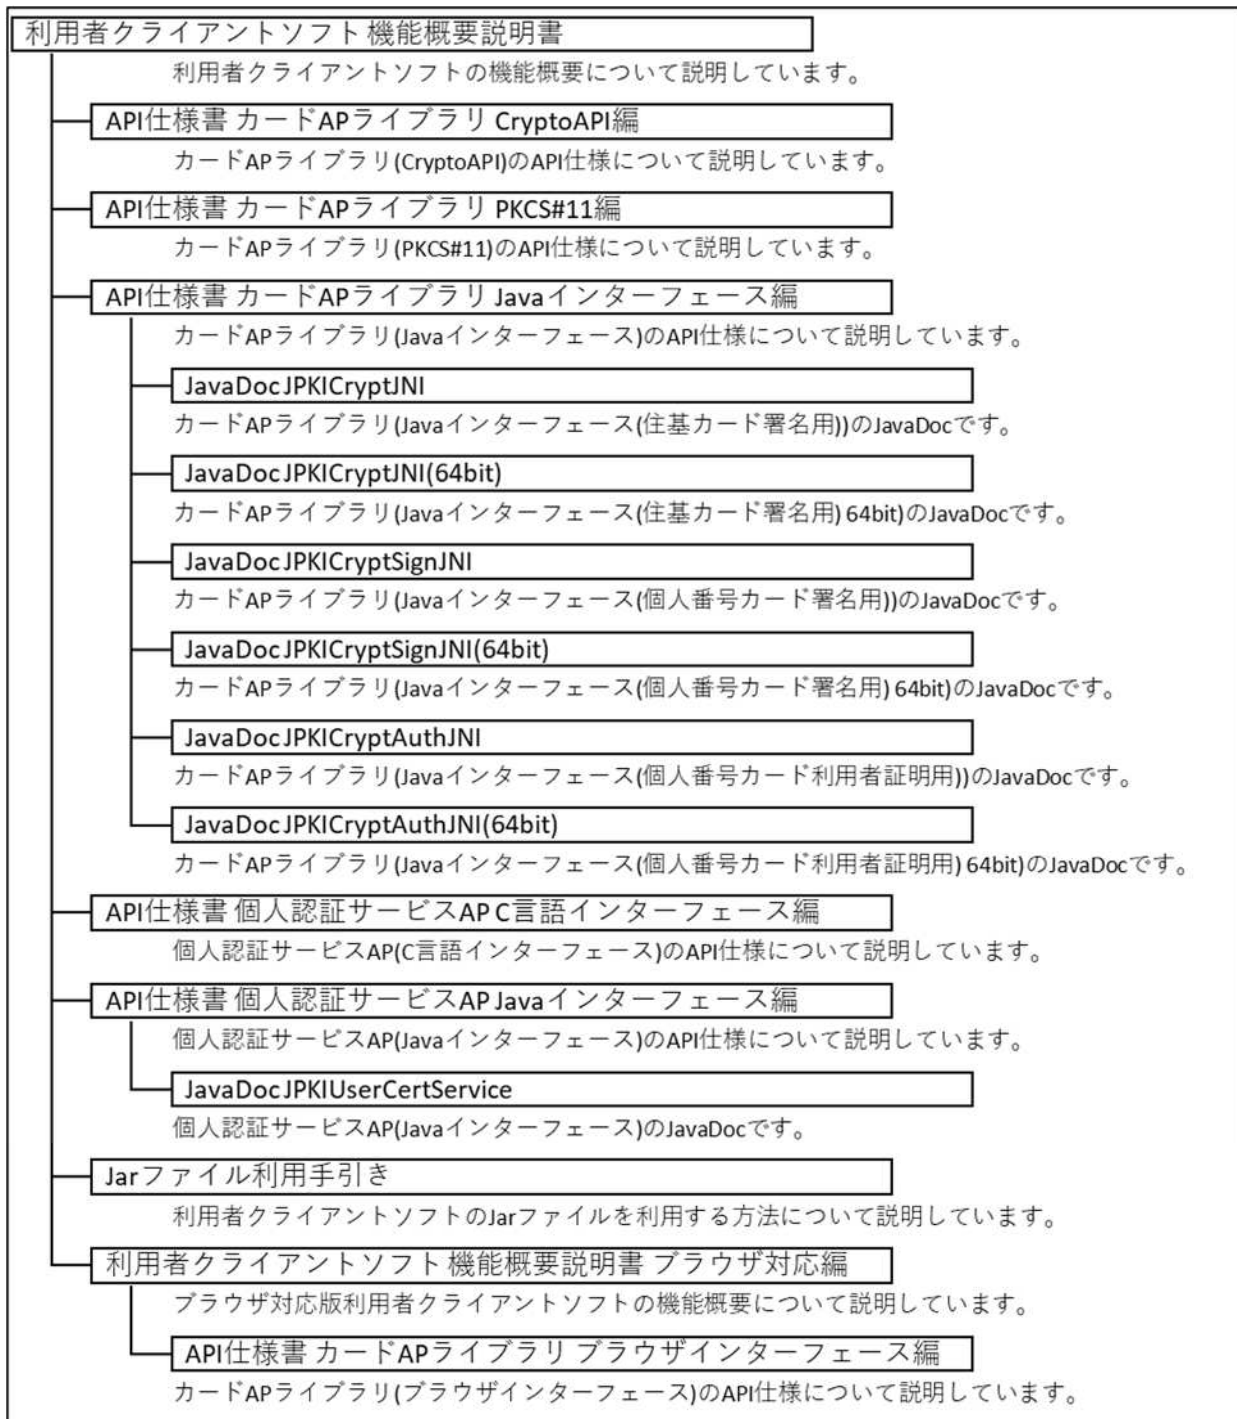 利用者クライアントソフト 機能概要説明書
利用者クライアントソフトの機能概要について説明しています。
API仕様書 カードAPライブラリ CryptoAPI編
カードAPライブラリ(CryptoAPI)のAPI仕様について説明しています。
API仕様書 カードAPライブラリ PKCS#11編
カードAPライブラリ(PKCS#11)のAPI仕様について説明しています。
API仕様書 カードAPライブラリ Javaインターフェース編
カードAPライブラリ(Javaインターフェース)のAPI仕様について説明しています。
JavaDoc JPKICryptJNI
カードAPライブラリ(Javaインターフェース(住基カード署名用))のJavaDocです。
JavaDoc JPKICryptJNI(64bit)
カードAPライブラリ(Javaインターフェース(住基カード署名用) 64bit)のJavaDocです。
JavaDoc JPKICryptSignJNI
カードAPライブラリ(Javaインターフェース(個人番号カード署名用))のJavaDocです。
JavaDoc JPKICryptSignJNI(64bit)
カードAPライブラリ(Javaインターフェース(個人番号カード署名用) 64bit)のJavaDocです。
JavaDoc JPKICryptAuthJNI
カードAPライブラリ(Javaインターフェース(個人番号カード利用者証明用))のJavaDocです。
JavaDoc JPKICryptAuthJNI(64bit)
カードAPライブラリ(Javaインターフェース(個人番号カード利用者証明用) 64bit)のJavaDocです。
API仕様書 個人認証サービスAP C言語インターフェース編
個人認証サービスAP(C言語インターフェース)のAPI仕様について説明しています。
API仕様書 個人認証サービスAP Javaインターフェース編
個人認証サービスAP(Javaインターフェース)のAPI仕様について説明しています。
JavaDoc JPKIUserCertService
個人認証サービスAP(Javaインターフェース)のJavaDocです。
Jarファイル利用手引き
利用者クライアントソフトのJarファイルを利用する方法について説明しています。
利用者クライアントソフト 機能概要説明書 ブラウザ対応編
ブラウザ対応版利用者クライアントソフトの機能概要について説明しています。
API仕様書 カードAPライブラリ ブラウザインターフェース編
カードAPライブラリ(ブラウザインターフェース)のAPI仕様について説明しています。